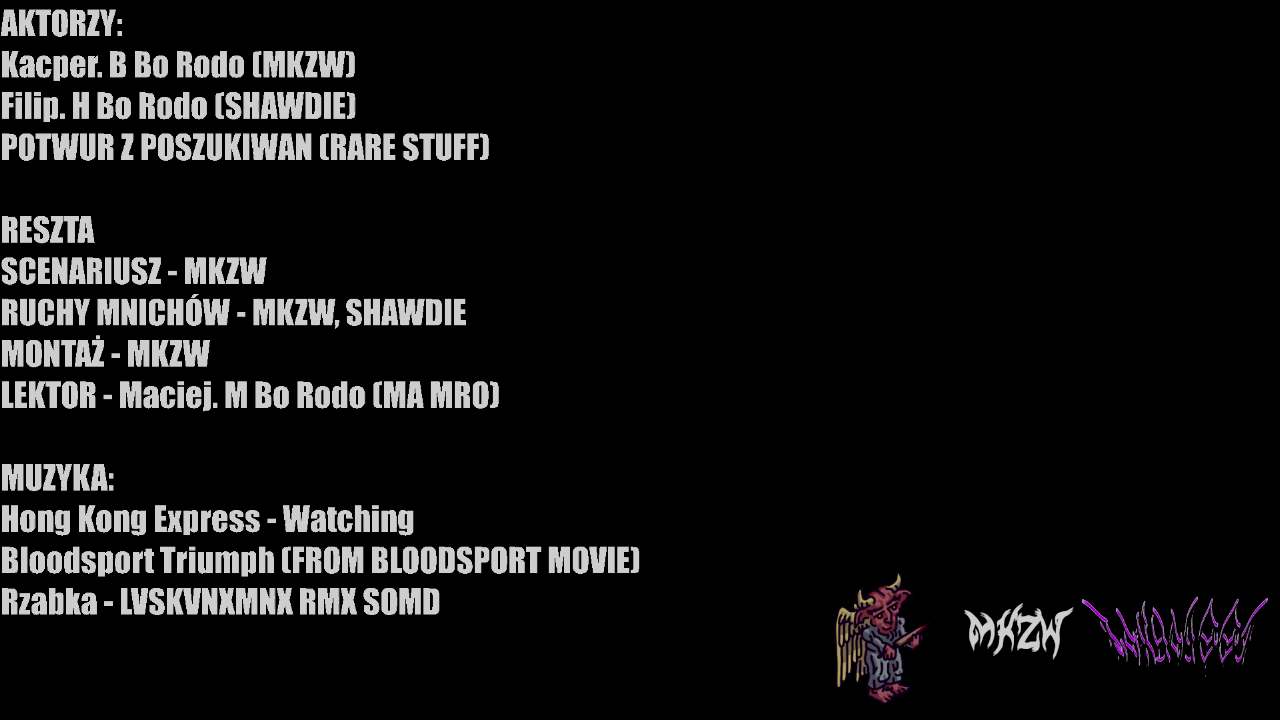 AKTORZY:
Kacper. B Bo Rodo (MKZW)
Filip. H Bo Rodo (SHAWDIE)
POTWUR Z POSZUKIWAN (RARE STUFF)
RESZTA
SCENARIUSZ - MKZW
RUCHY MNICHÓW - MKZW, SHAWDIE
MONTAŻ - MKZW
LEKTOR - Maciej. M Bo Rodo (MA MRO)
MUZYKA:
Hong Kong Express - Watching
Bloodsport Triumph (FROM BLOODSPORT MOVIE)
Rzabka - LVSKVNXMNX RMX SOMD
MKZW